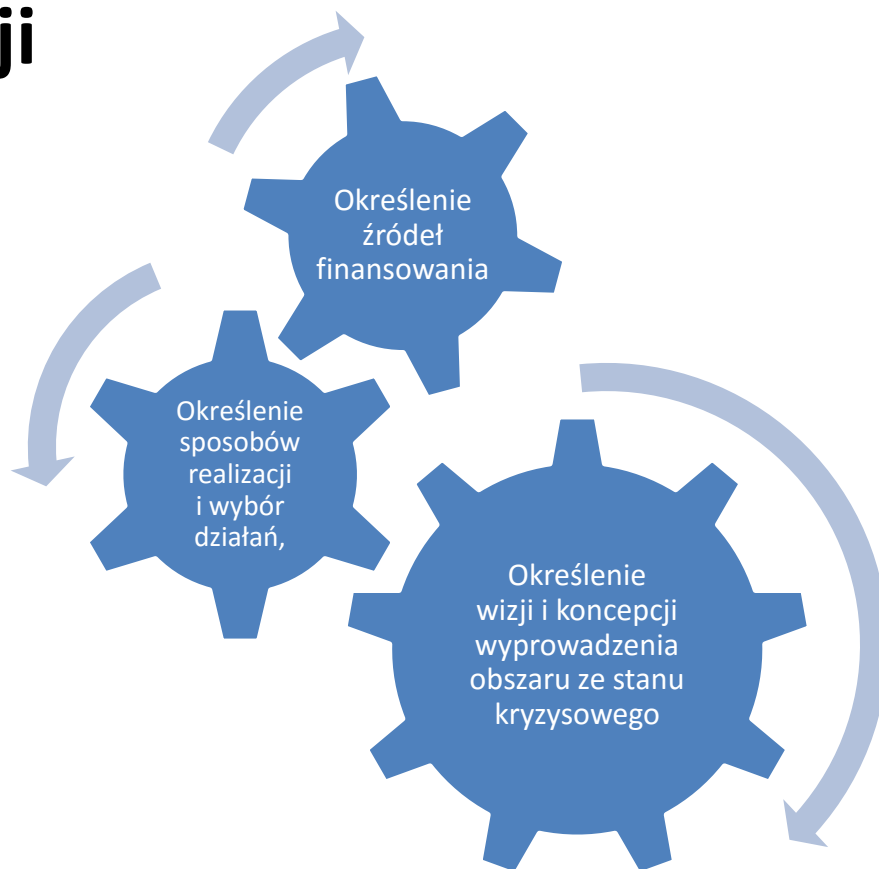 ji
Określenie
źródeł
finansowania
Określenie
sposobów
realizacji
i wybór
działań,
Określenie
wizji i koncepcji
wyprowadzenia
obszaru ze stanu
kryzysowego